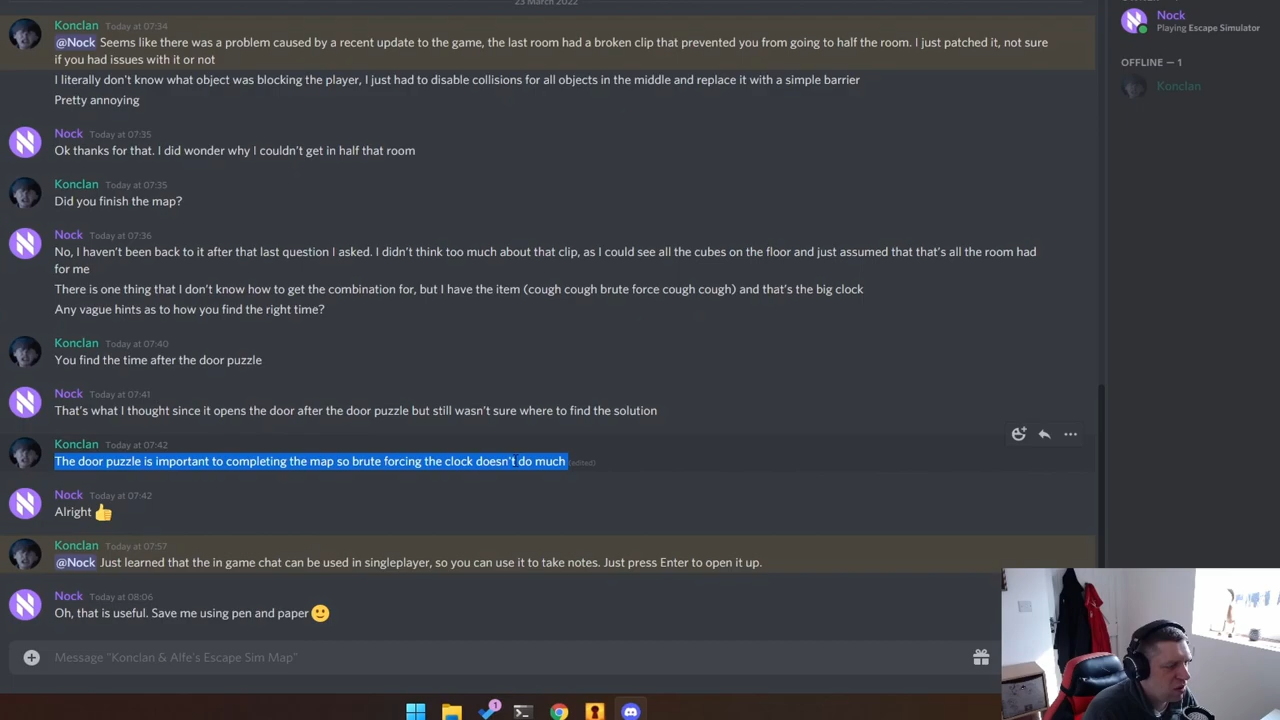 23 March 2022
Nock
Playing Escape Simulator
OFFLINE — 1
Konclan
Konclan Today at 07:34
@Nock Seems like there was a problem caused by a recent update to the game, the last room had a broken clip that prevented you from going to half the room. I just patched it, not sure
if you had issues with it or not
I literally don't know what object was blocking the player, I just had to disable collisions for all objects in the middle and replace it with a simple barrier
Pretty annoying
Nock Today at 07:35
Ok thanks for that. I did wonder why I couldn't get in half that room
Konclan Today at 07:35
Did you finish the map?
Nock Today at 07:36
No, I haven't been back to it after that last question I asked. I didn't think too much about that clip, as I could see all the cubes on the floor and just assumed that that's all the room had
for me
There is one thing that I don't know how to get the combination for, but I have the item (cough cough brute force cough cough) and that's the big clock
Any vague hints as to how you find the right time?
Konclan Today at 07:40
You find the time after the door puzzle
Nock Today at 07:41
That's what I thought since it opens the door after the door puzzle but still wasn't sure where to find the solution
Konclan Today at 07:42
The door puzzle is important to completing the map so brute forcing the clock doesn't do much (edited)
Nock Today at 07:42
Alright 👍
Konclan Today at 07:57
@Nock Just learned that the in game chat can be used in singleplayer, so you can use it to take notes. Just press Enter to open it up.
Nock Today at 08:06
Oh, that is useful. Save me using pen and paper 🙂
Message "Konclan & Alfe's Escape Sim Map"
1